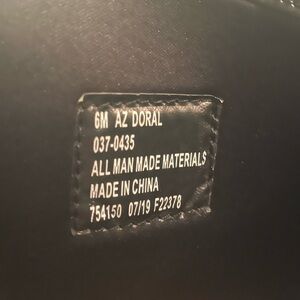 6M AZ DORAL
037-0435
ALL MAN MADE MATERIALS
MADE IN CHINA
754150 07/19 F22378